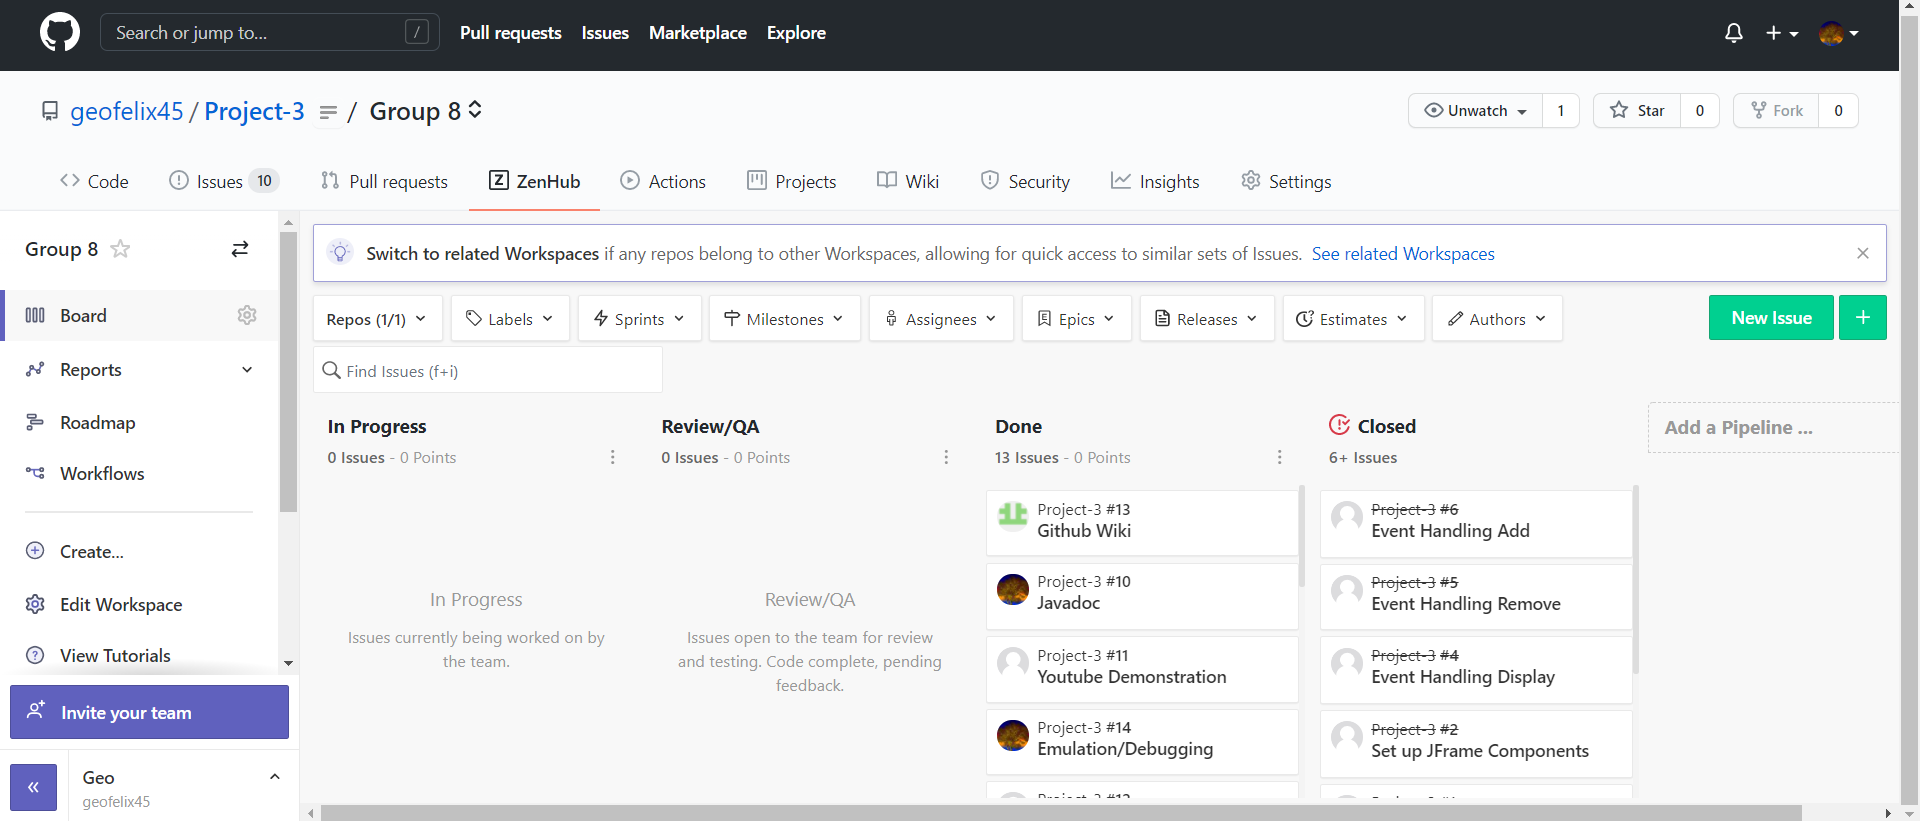 Search or jump to... /
Pull requests Issues Marketplace Explore
geofelix45 / Project-3 / Group 8
Unwatch 1 Star 0 Fork 0
Code Issues 10 Pull requests ZenHub Actions Projects Wiki Security Insights Settings
Group 8
Board
Reports
Roadmap
Workflows
Create...
Edit Workspace
View Tutorials
Invite your team
Geo
geofelix45
Switch to related Workspaces if any repos belong to other Workspaces, allowing for quick access to similar sets of Issues. See related Workspaces
Repos (1/1) Labels Sprints Milestones Assignees Epics Releases Estimates Authors New Issue +
Find Issues (f+i)
In Progress
0 Issues - 0 Points
In Progress
Issues currently being worked on by
the team.
Review/QA
0 Issues - 0 Points
Review/QA
Issues open to the team for review
and testing. Code complete, pending
feedback.
Done
13 Issues - 0 Points
Project-3 #13
Github Wiki
Project-3 #10
Javadoc
Project-3 #11
Youtube Demonstration
Project-3 #14
Emulation/Debugging
Closed
6+ Issues
Project-3 #6
Event Handling Add
Project-3 #5
Event Handling Remove
Project-3 #4
Event Handling Display
Project-3 #2
Set up JFrame Components
Add a Pipeline ...